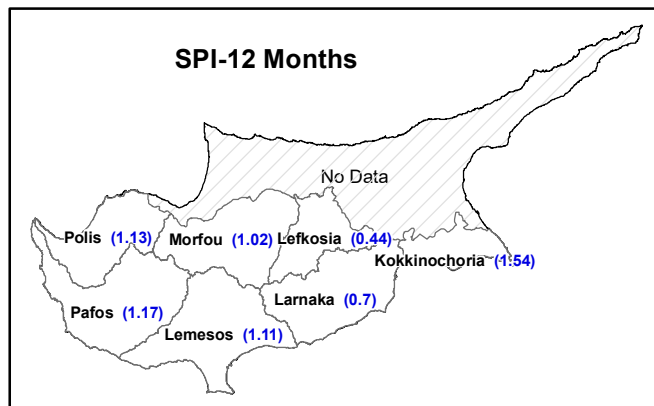 SPI-12 Months
No Data
Polis (1.13)
Morfou (1.02)
Lefkosia (0.44)
Kokkinochoria (1.54)
Pafos (1.17)
Larnaka (0.7)
Lemesos (1.11)